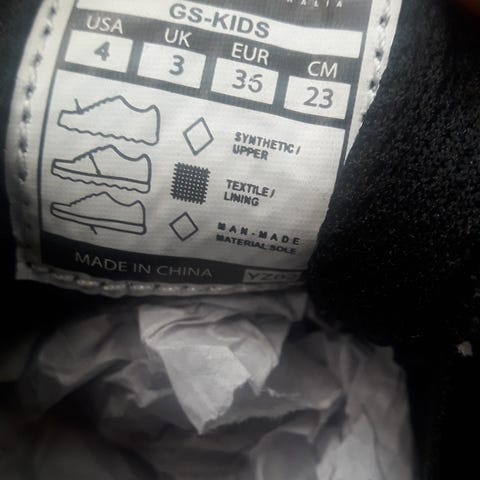 GS-KIDS
USA UK EUR CM
4 3 36 23
SYNTHETIC/
UPPER
TEXTILE/
LINING
MAN-MADE
MATERIAL SOLE
MADE IN CHINA